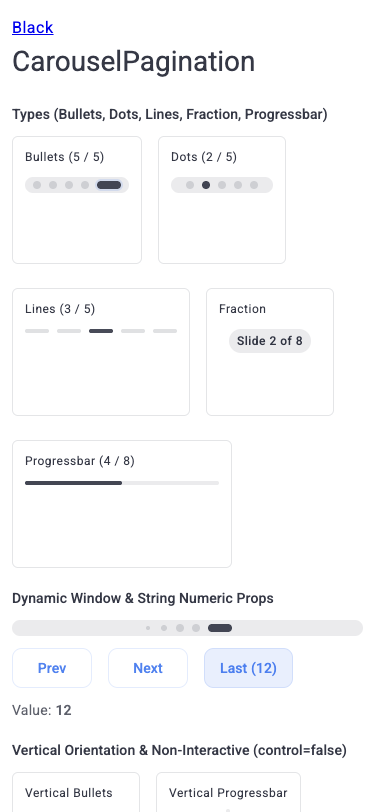 Black
CarouselPagination
Types (Bullets, Dots, Lines, Fraction, Progressbar)
Bullets (5 / 5)
Dots (2 / 5)
Lines (3 / 5)
Fraction
Slide 2 of 8
Progressbar (4 / 8)
Dynamic Window & String Numeric Props
Prev
Next
Last (12)
Value: 12
Vertical Orientation & Non-Interactive (control=false)
Vertical Bullets
Vertical Progressbar